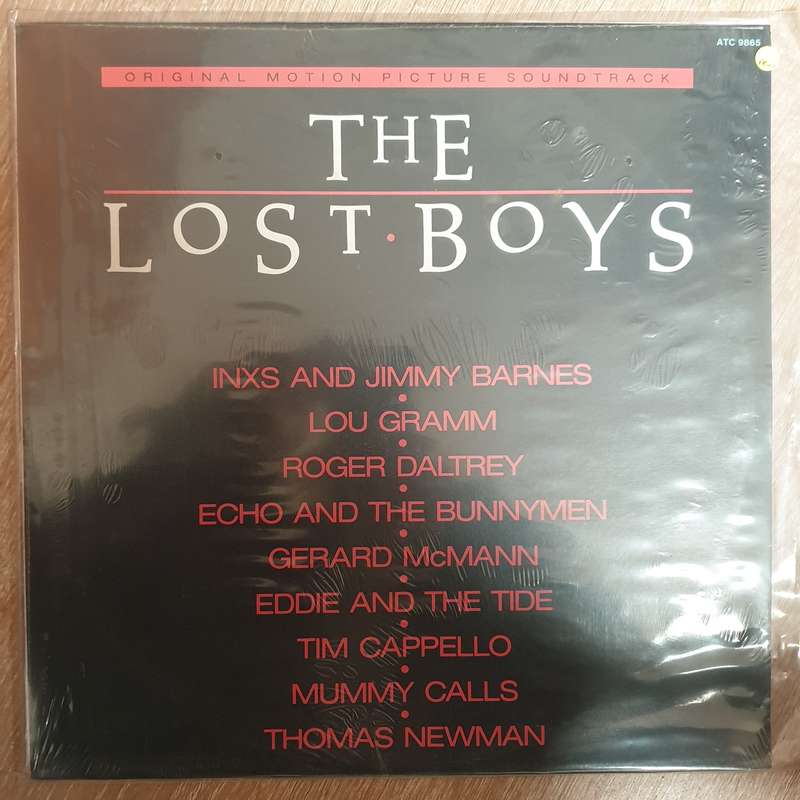 ATC 9865
ORIGINAL MOTION PICTURE SOUNDTRACK
THE
LOST · BOYS
INXS AND JIMMY BARNES
•
LOU GRAMM
•
ROGER DALTREY
•
ECHO AND THE BUNNYMEN
•
GERARD McMANN
•
EDDIE AND THE TIDE
•
TIM CAPPELLO
•
MUMMY CALLS
•
THOMAS NEWMAN